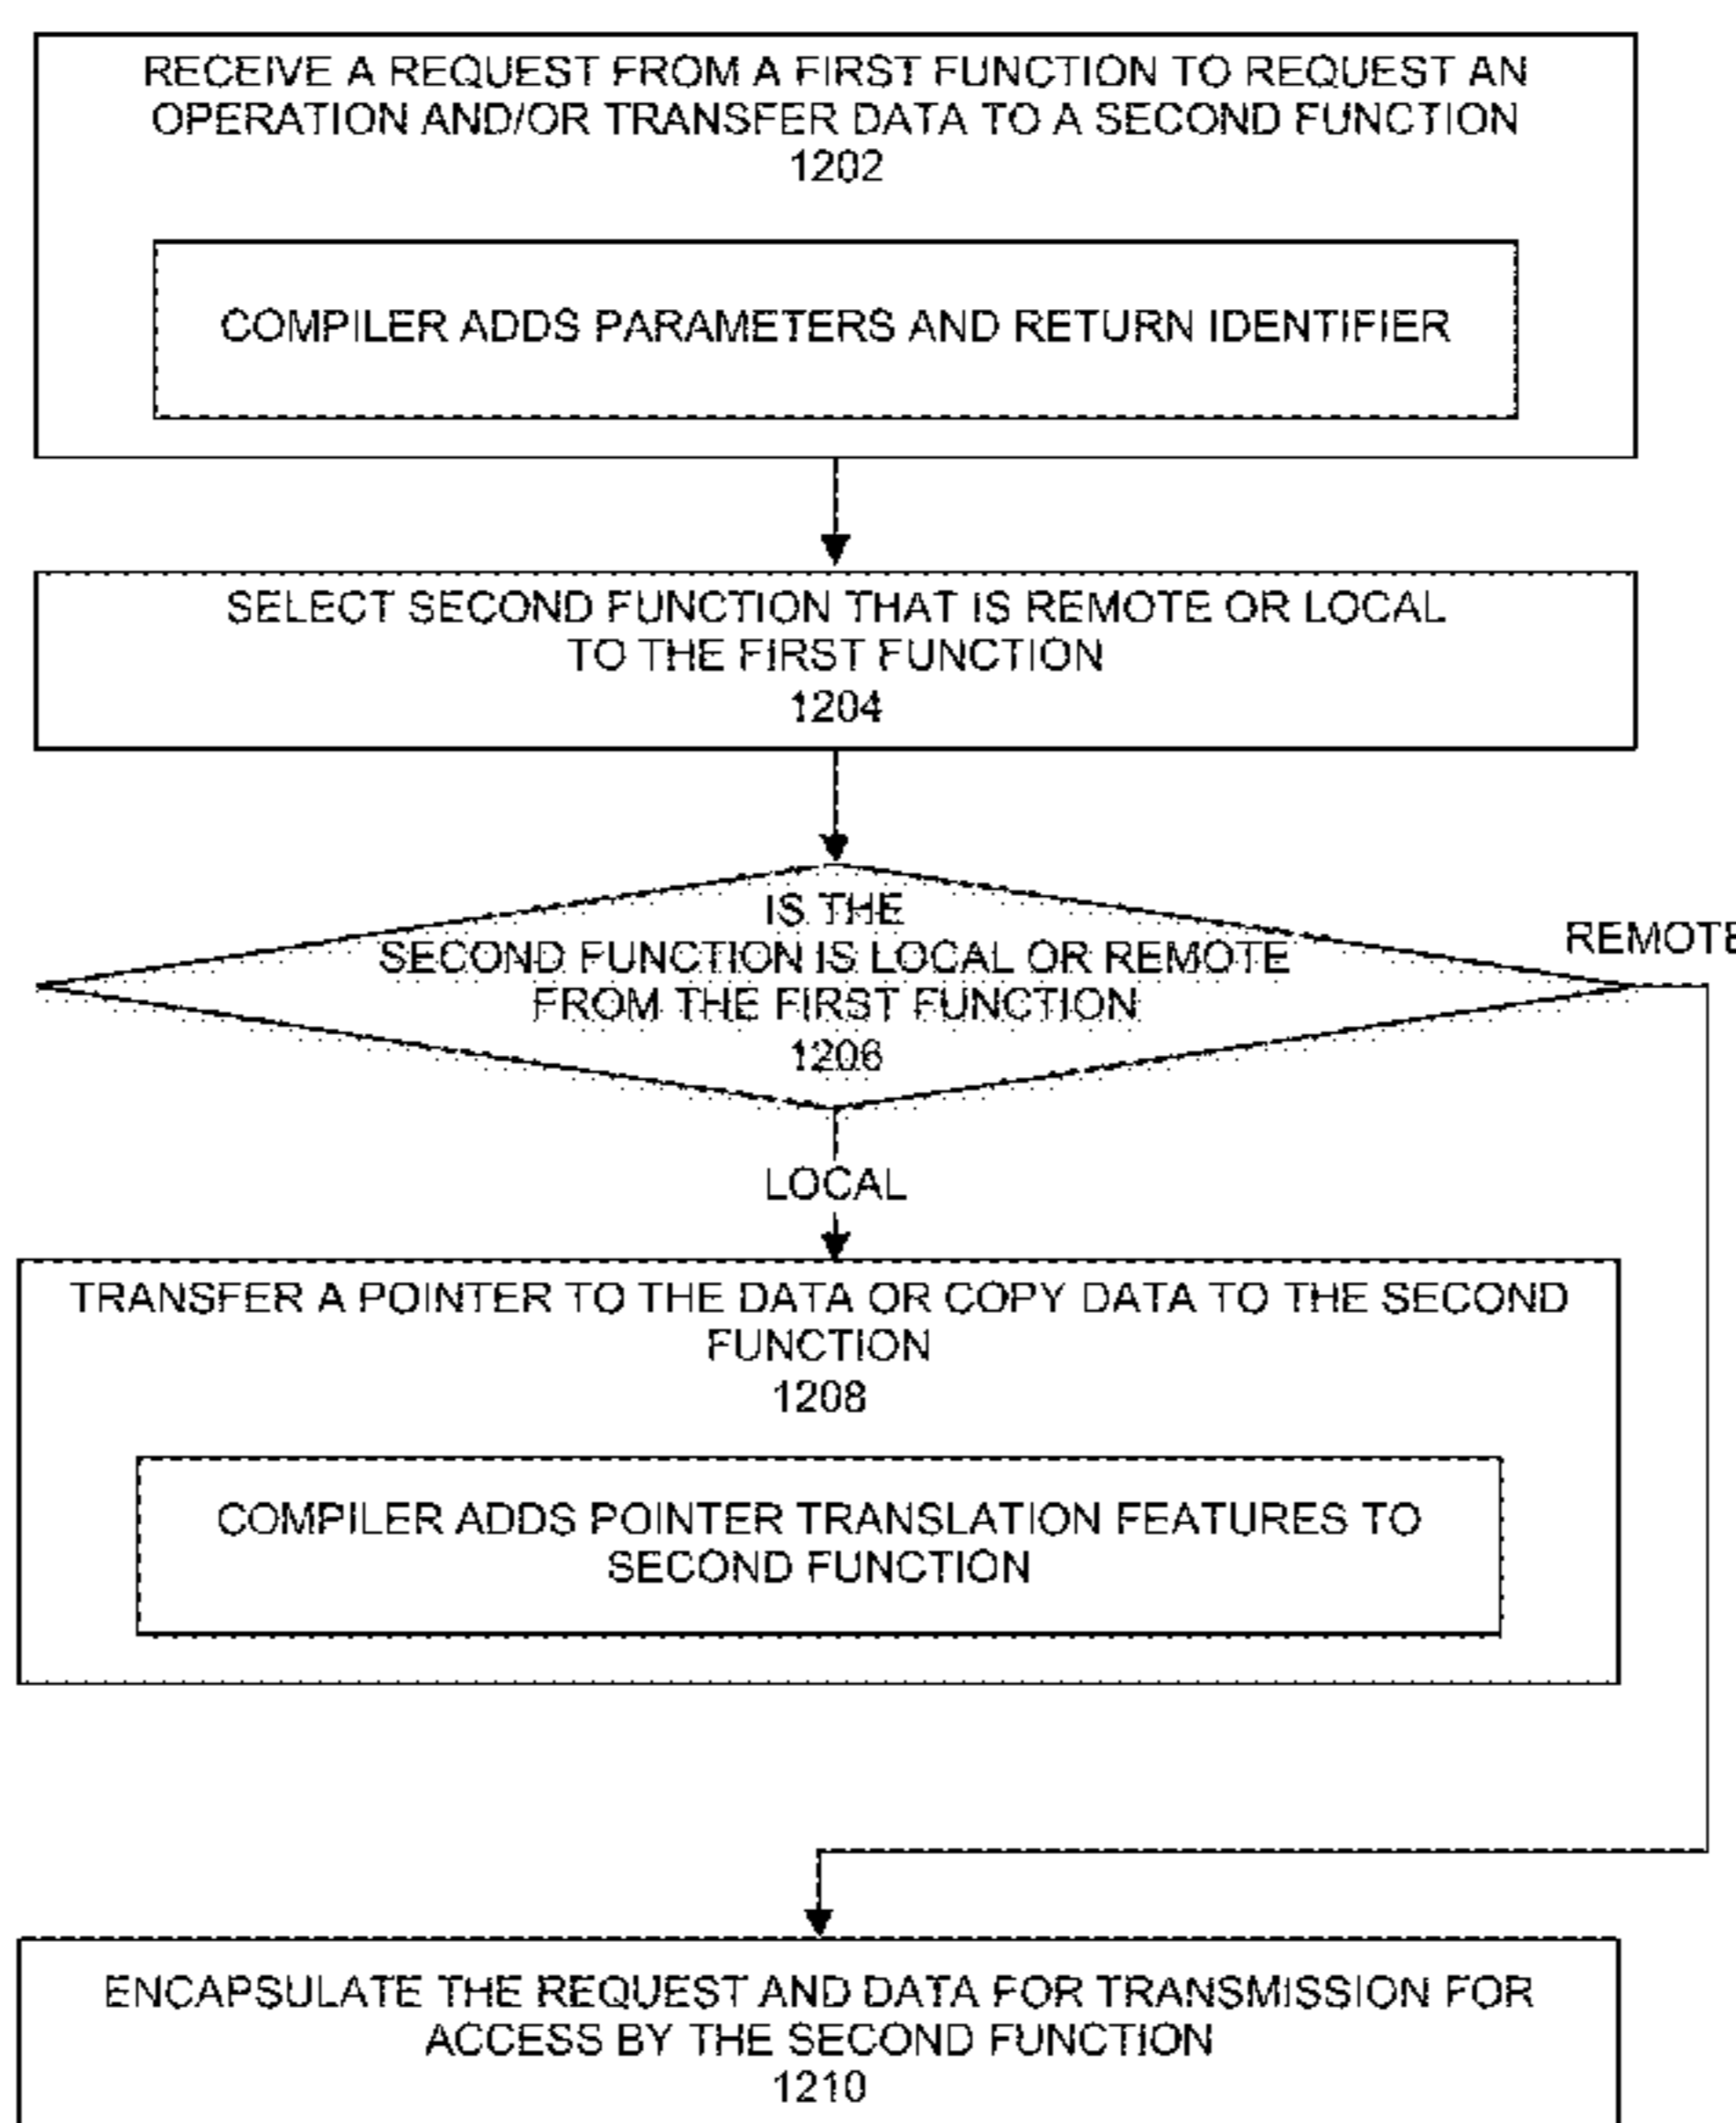 RECEIVE A REQUEST FROM A FIRST FUNCTION TO REQUEST AN
OPERATION AND/OR TRANSFER DATA TO A SECOND FUNCTION
1202
COMPILER ADDS PARAMETERS AND RETURN IDENTIFIER
SELECT SECOND FUNCTION THAT IS REMOTE OR LOCAL
TO THE FIRST FUNCTION
1204
IS THE
SECOND FUNCTION IS LOCAL OR REMOTE
FROM THE FIRST FUNCTION
1206
REMOTE
LOCAL
TRANSFER A POINTER TO THE DATA OR COPY DATA TO THE SECOND
FUNCTION
1208
COMPILER ADDS POINTER TRANSLATION FEATURES TO
SECOND FUNCTION
ENCAPSULATE THE REQUEST AND DATA FOR TRANSMISSION FOR
ACCESS BY THE SECOND FUNCTION
1210